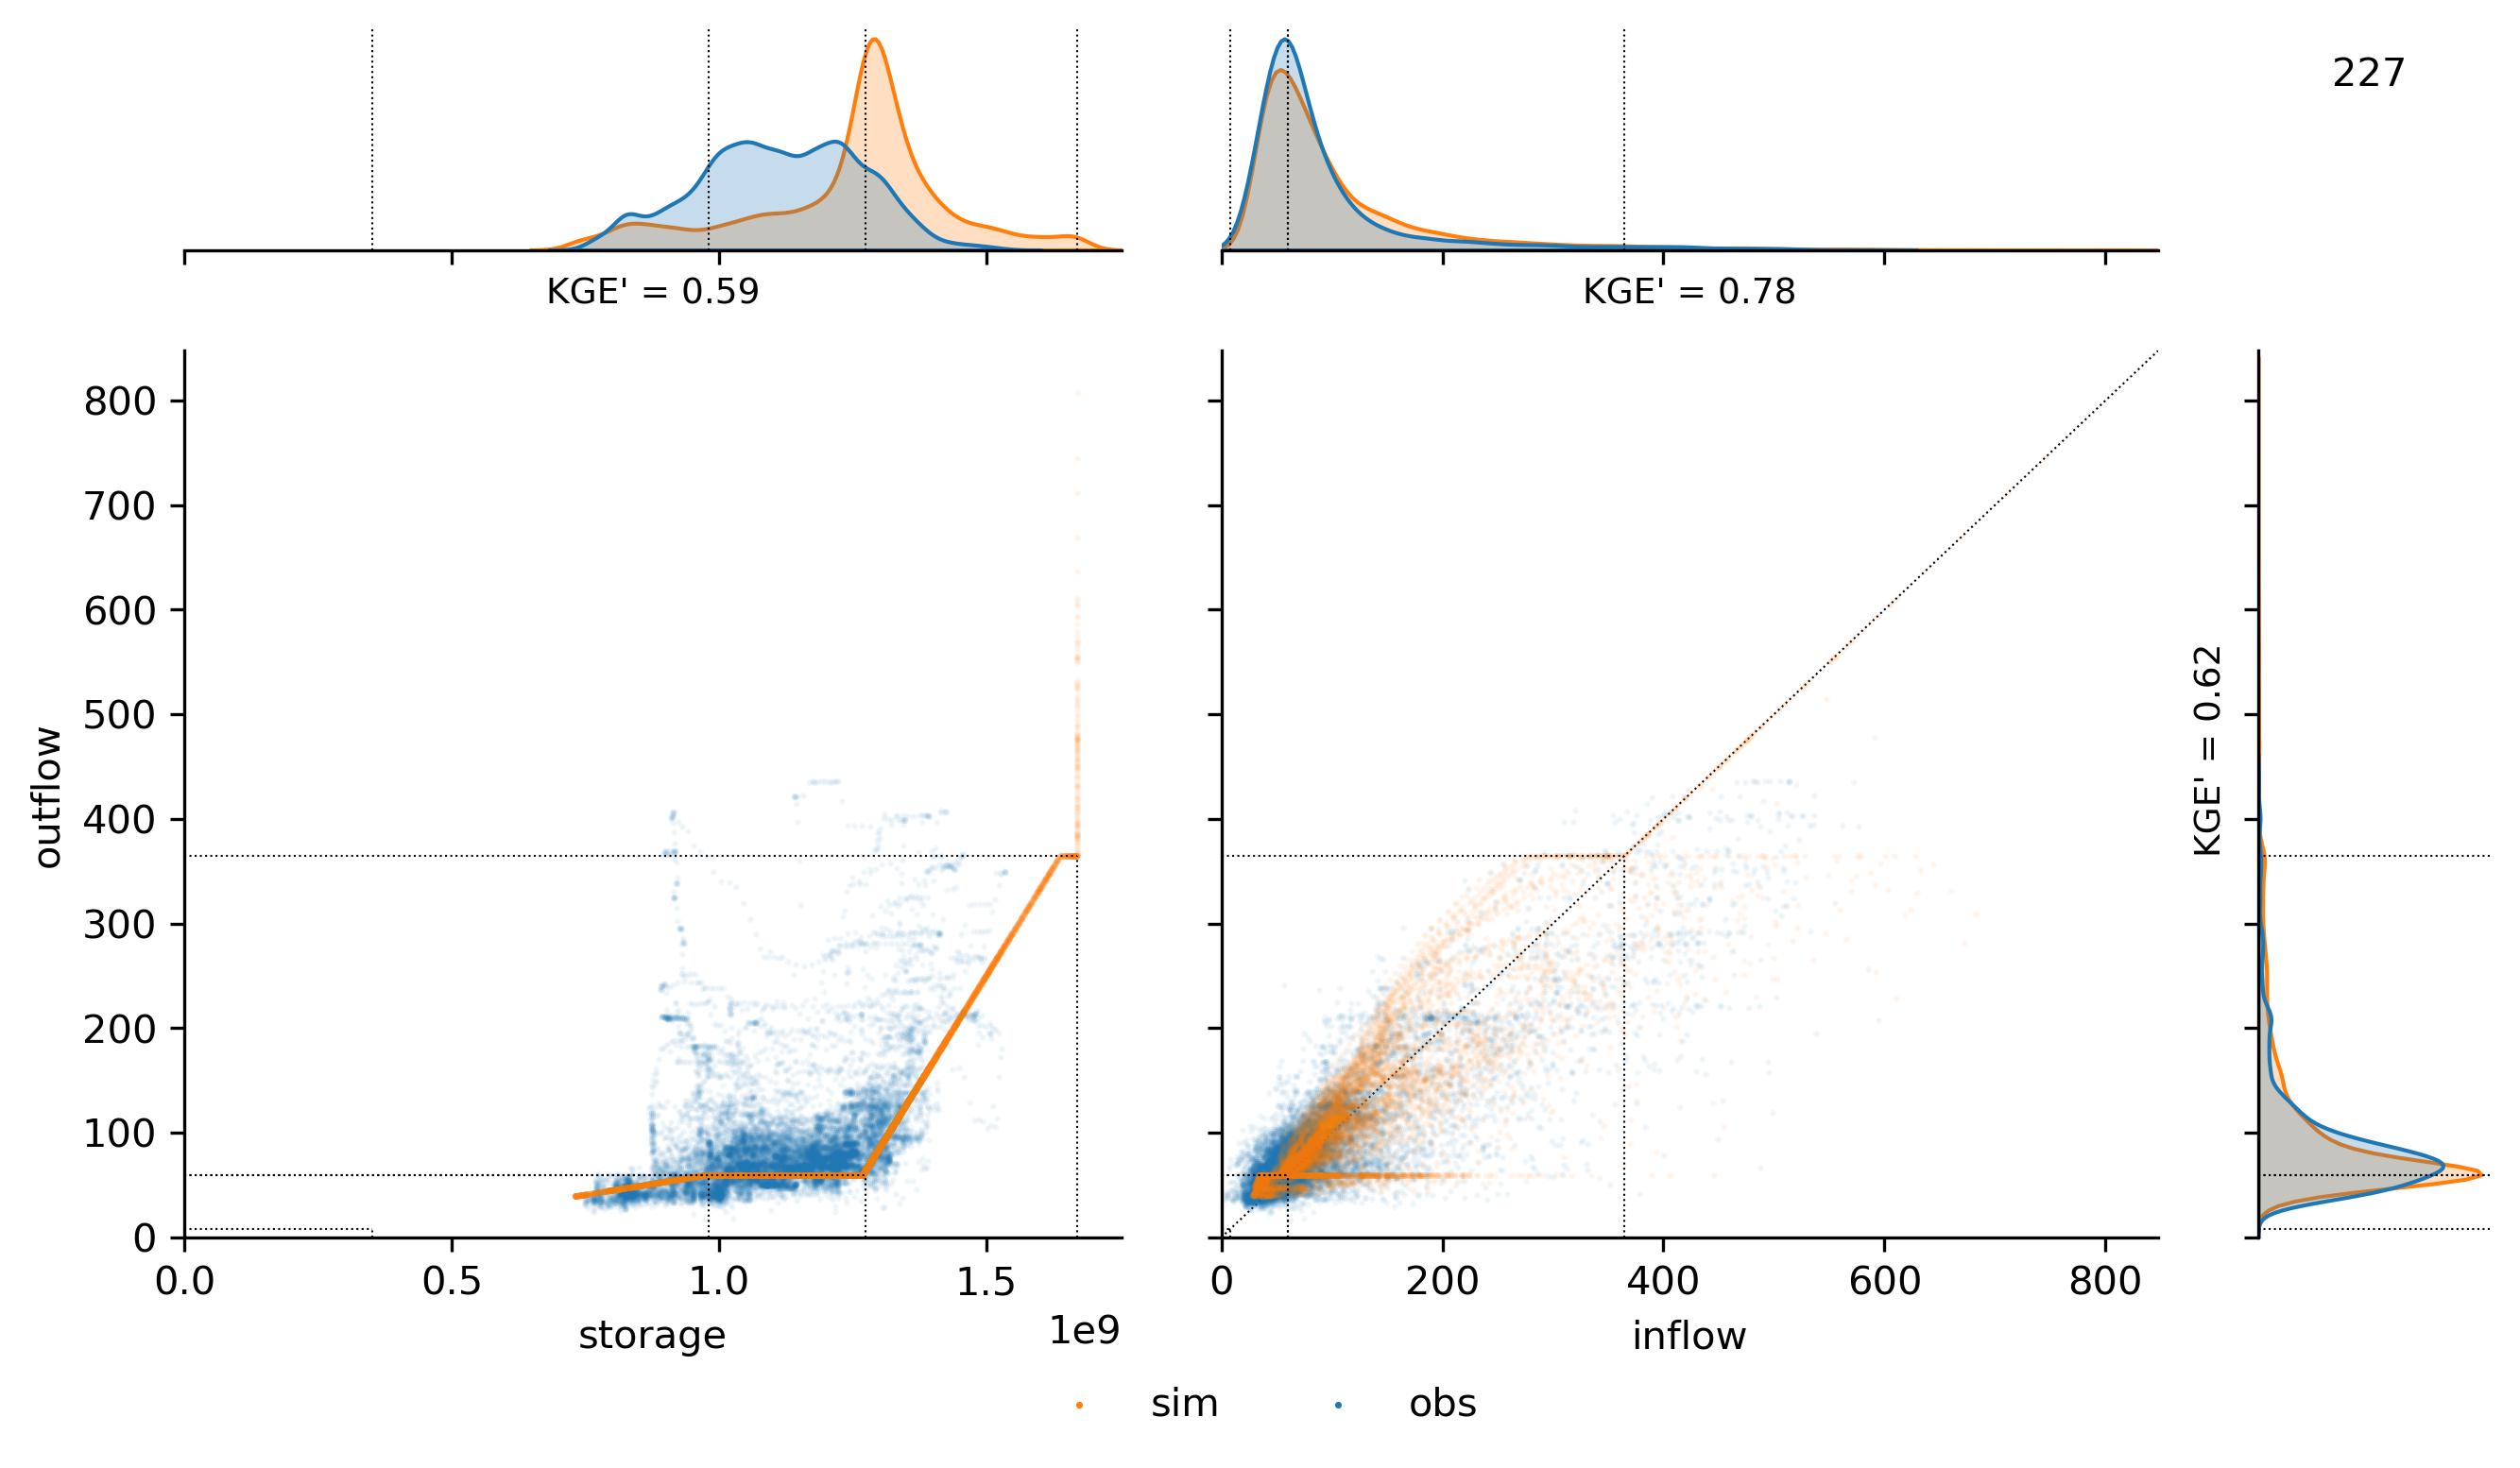 227
KGE' = 0.59
KGE' = 0.78
800
700
600
500
400
300
200
100
0
outflow
KGE' = 0.62
0.0 0.5 1.0 1.5
0 200 400 600 800
1e9
storage
inflow
sim obs